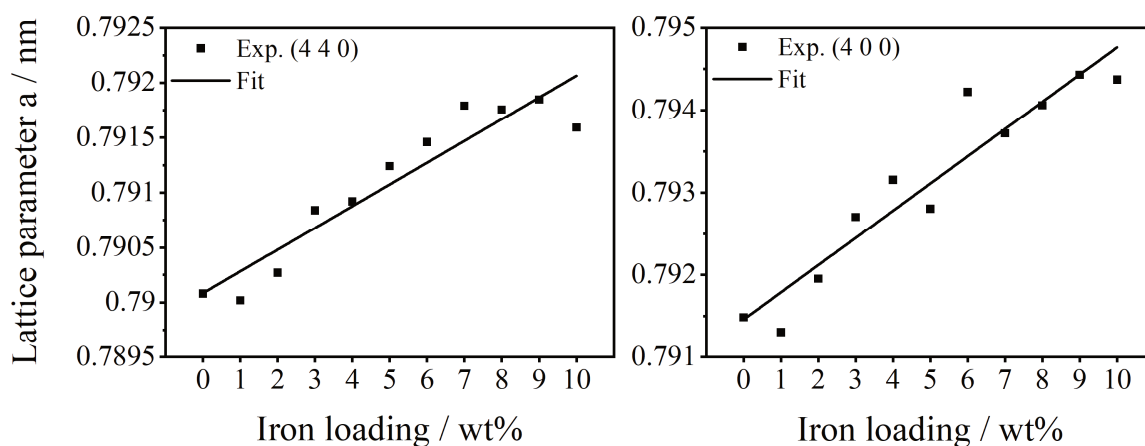 Lattice parameter a / nm
0.7925
0.792
0.7915
0.791
0.7905
0.79
0.7895
Exp. (4 4 0)
Fit
0 1 2 3 4 5 6 7 8 9 10
Iron loading / wt%
0.795
0.794
0.793
0.792
0.791
Exp. (4 0 0)
Fit
0 1 2 3 4 5 6 7 8 9 10
Iron loading / wt%